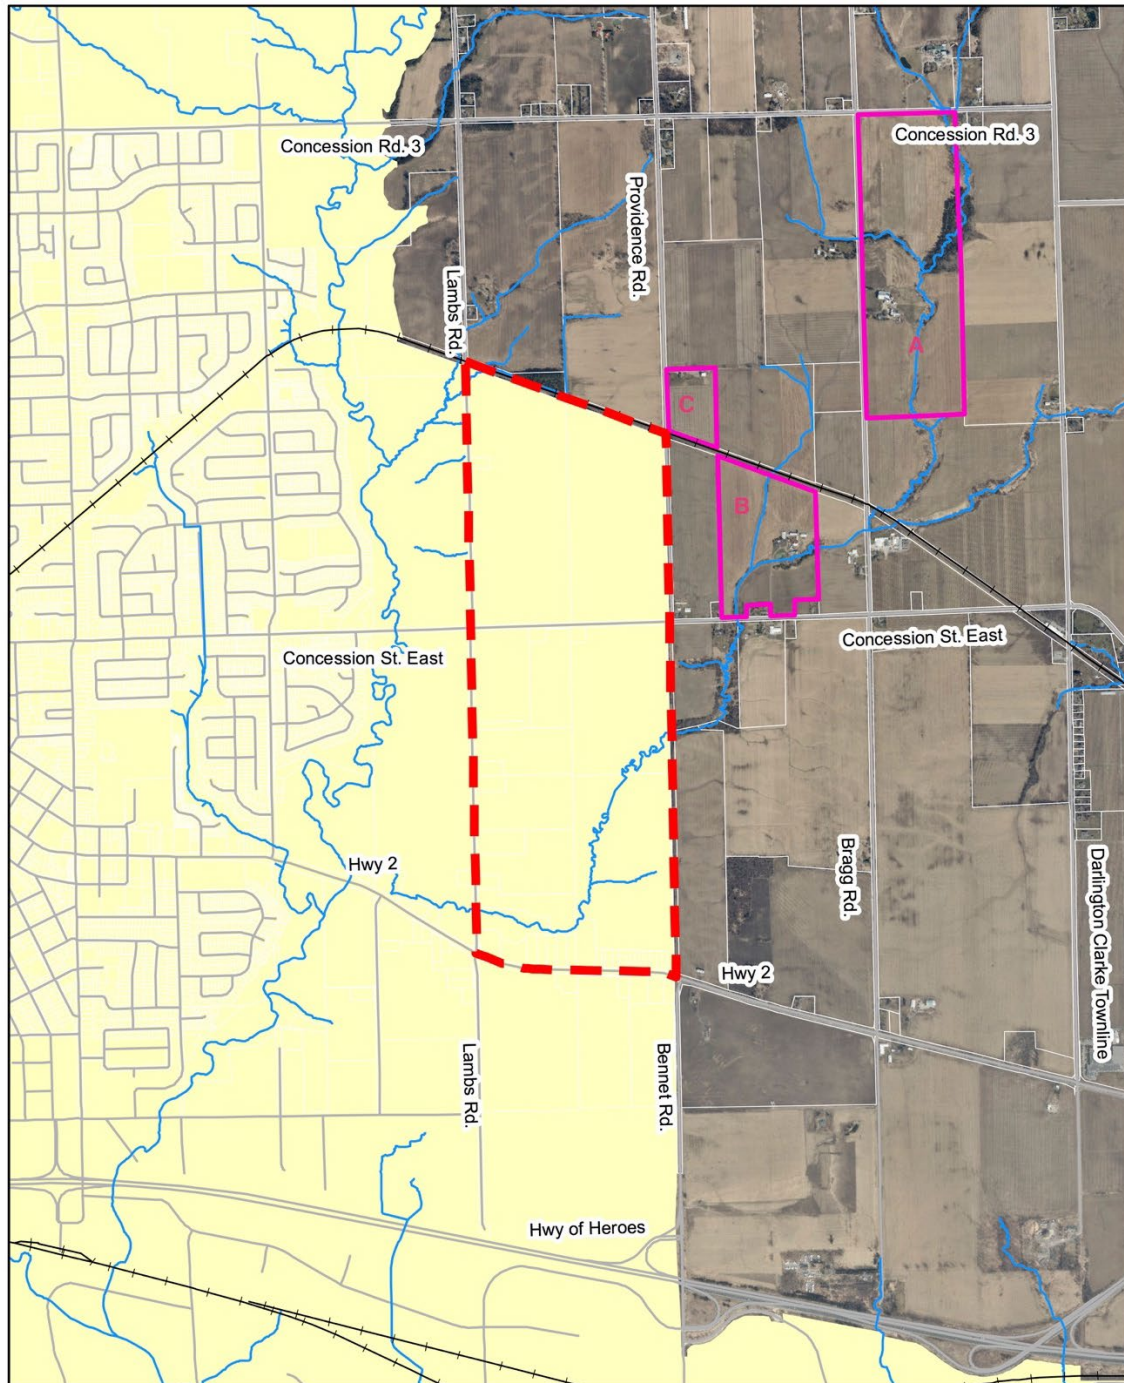 Concession Rd. 3
Concession Rd. 3
Providence Rd.
Lambs Rd.
A
C
B
Concession St. East
Concession St. East
Hwy 2
Bragg Rd.
Darlington Clarke Townline
Hwy 2
Lambs Rd.
Bennet Rd.
Hwy of Heroes